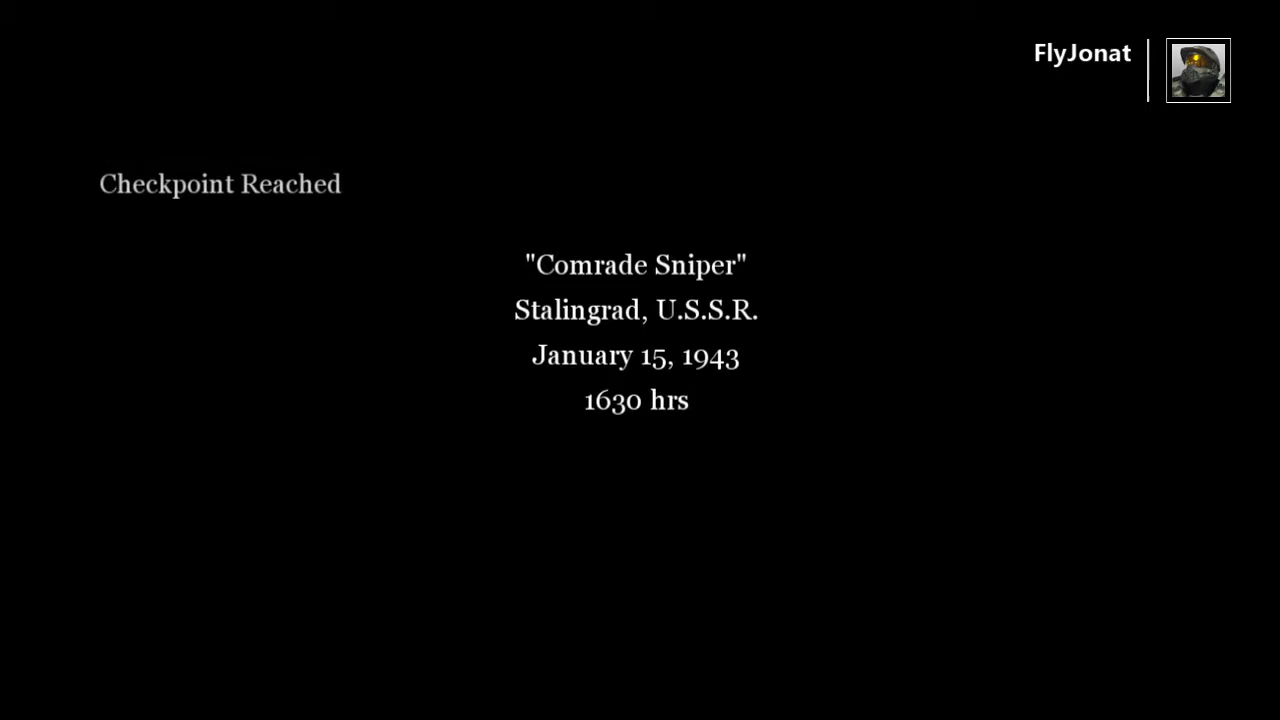 FlyJonat
Checkpoint Reached
"Comrade Sniper"
Stalingrad, U.S.S.R.
January 15, 1943
1630 hrs